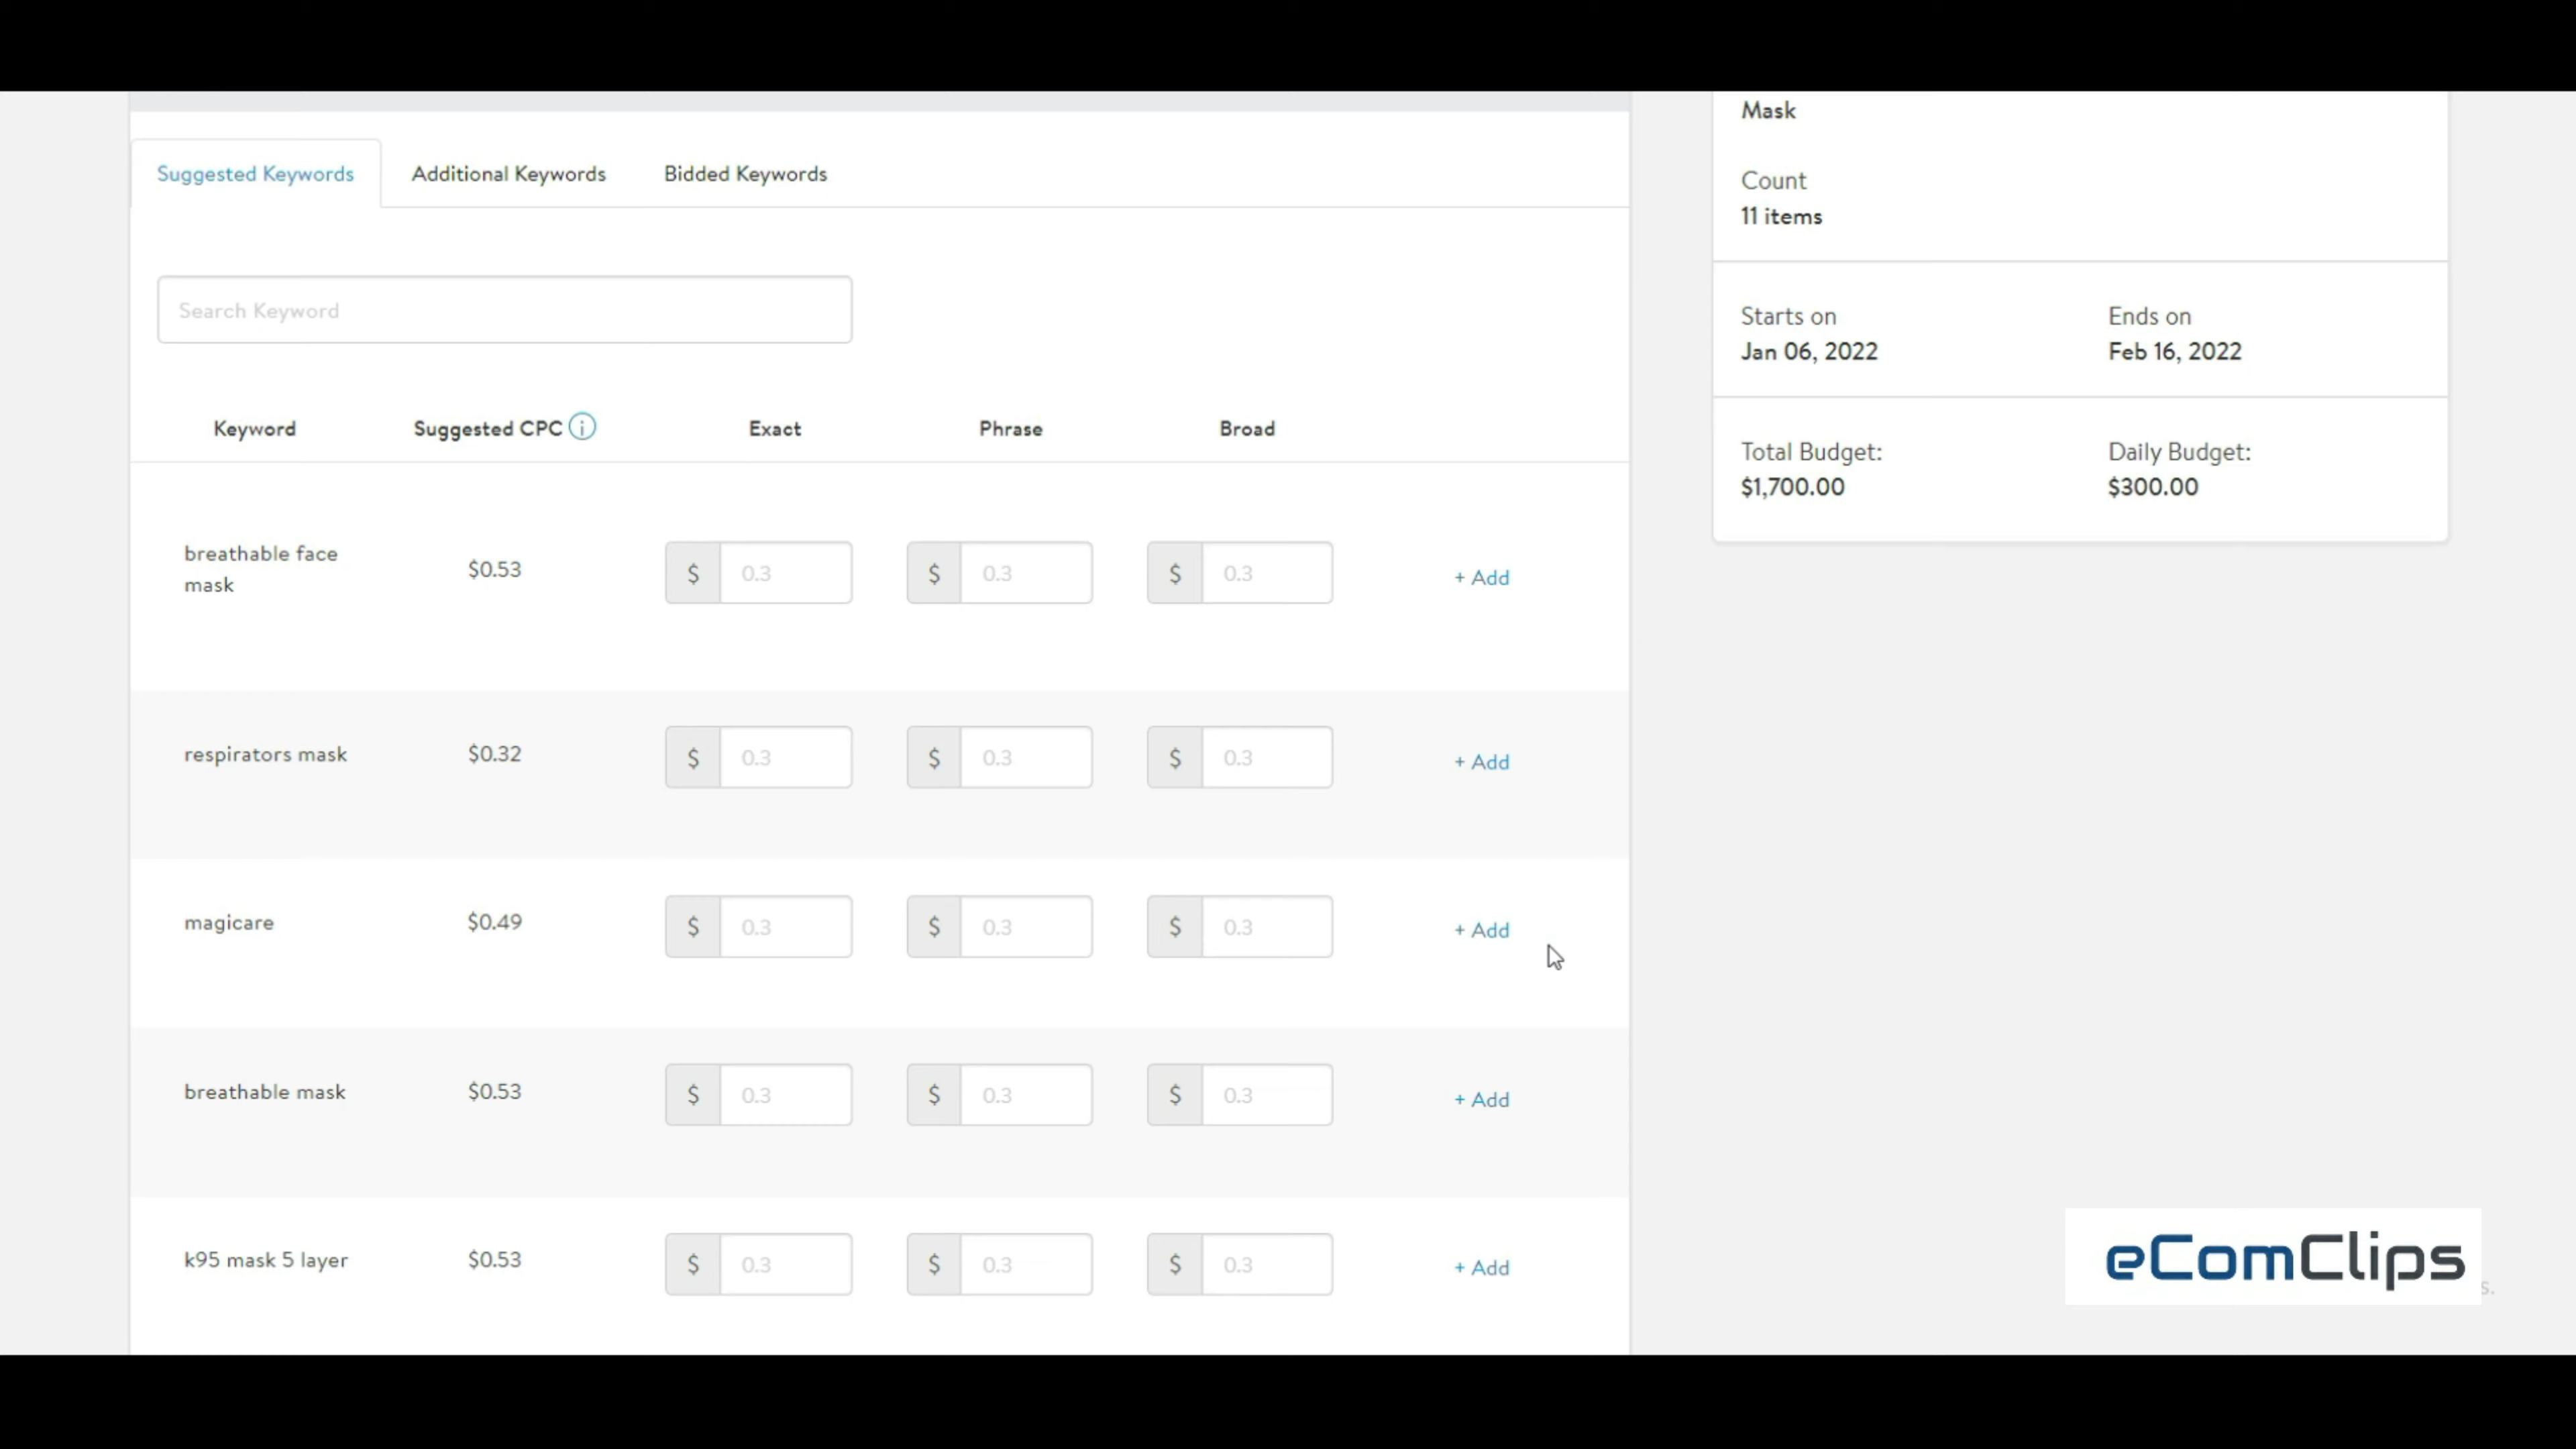 Mask
Suggested Keywords Additional Keywords Bidded Keywords
Count
11 items
Search Keyword
Starts on Ends on
Jan 06, 2022 Feb 16, 2022
Keyword Suggested CPC i Exact Phrase Broad
Total Budget: Daily Budget:
$1,700.00 $300.00
breathable face
mask
$0.53 $ 0.3 $ 0.3 $ 0.3 + Add
respirators mask $0.32 $ 0.3 $ 0.3 $ 0.3 + Add
magicare $0.49 $ 0.3 $ 0.3 $ 0.3 + Add
breathable mask $0.53 $ 0.3 $ 0.3 $ 0.3 + Add
k95 mask 5 layer $0.53 $ 0.3 $ 0.3 $ 0.3 + Add
eComClips
s.